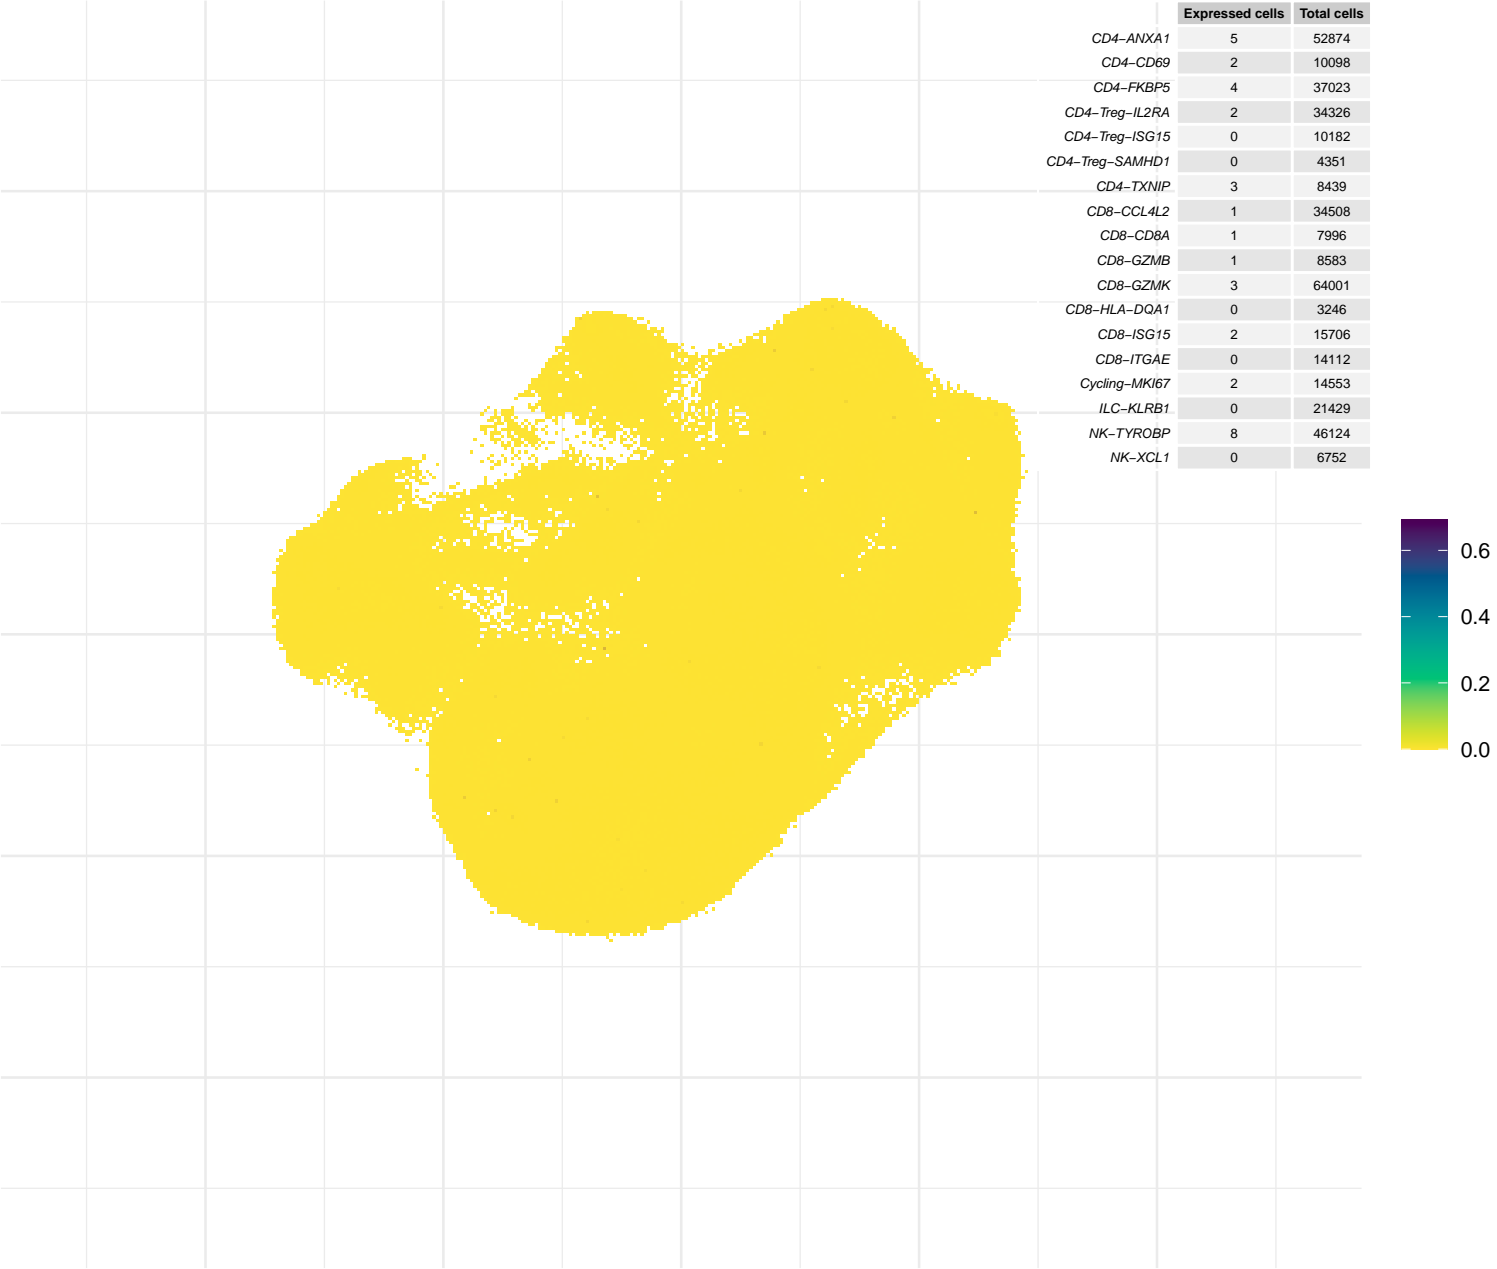 Expressed cells Total cells
CD4−ANXA1 5 52874
CD4−CD69 2 10098
CD4−FKBP5 4 37023
CD4−Treg−IL2RA 2 34326
CD4−Treg−ISG15 0 10182
CD4−Treg−SAMHD1 0 4351
CD4−TXNIP 3 8439
CD8−CCL4L2 1 34508
CD8−CD8A 1 7996
CD8−GZMB 1 8583
CD8−GZMK 3 64001
CD8−HLA−DQA1 0 3246
CD8−ISG15 2 15706
CD8−ITGAE 0 14112
Cycling−MKI67 2 14553
ILC−KLRB1 0 21429
NK−TYROBP 8 46124
NK−XCL1 0 6752
0.6
0.4
0.2
0.0